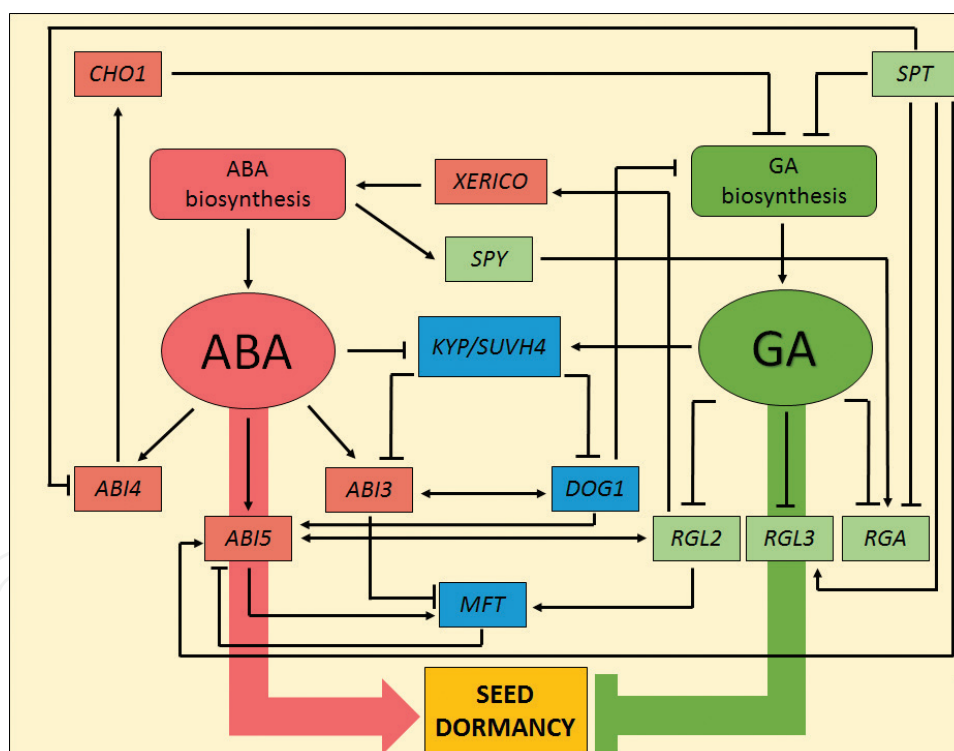 CHO1
SPT
ABA
biosynthesis
XERICO
GA
biosynthesis
SPY
ABA
KYP/SUVH4
GA
ABI4
ABI3
DOG1
ABI5
RGL2
RGL3
RGA
MFT
SEED
DORMANCY